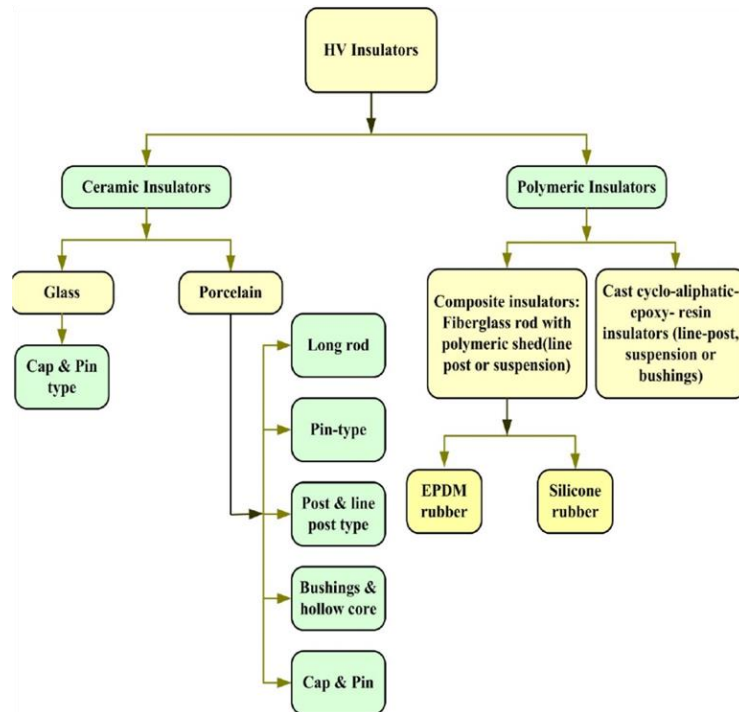 HV Insulators
Ceramic Insulators
Polymeric Insulators
Glass
Porcelain
Composite insulators:
Fiberglass rod with
polymeric shed(line
post or suspension)
Cast cyclo-aliphatic-
epoxy- resin
insulators (line-post,
suspension or
bushings)
Cap & Pin
type
Long rod
Pin-type
Post & line
post type
Bushings &
hollow core
Cap & Pin
EPDM
rubber
Silicone
rubber